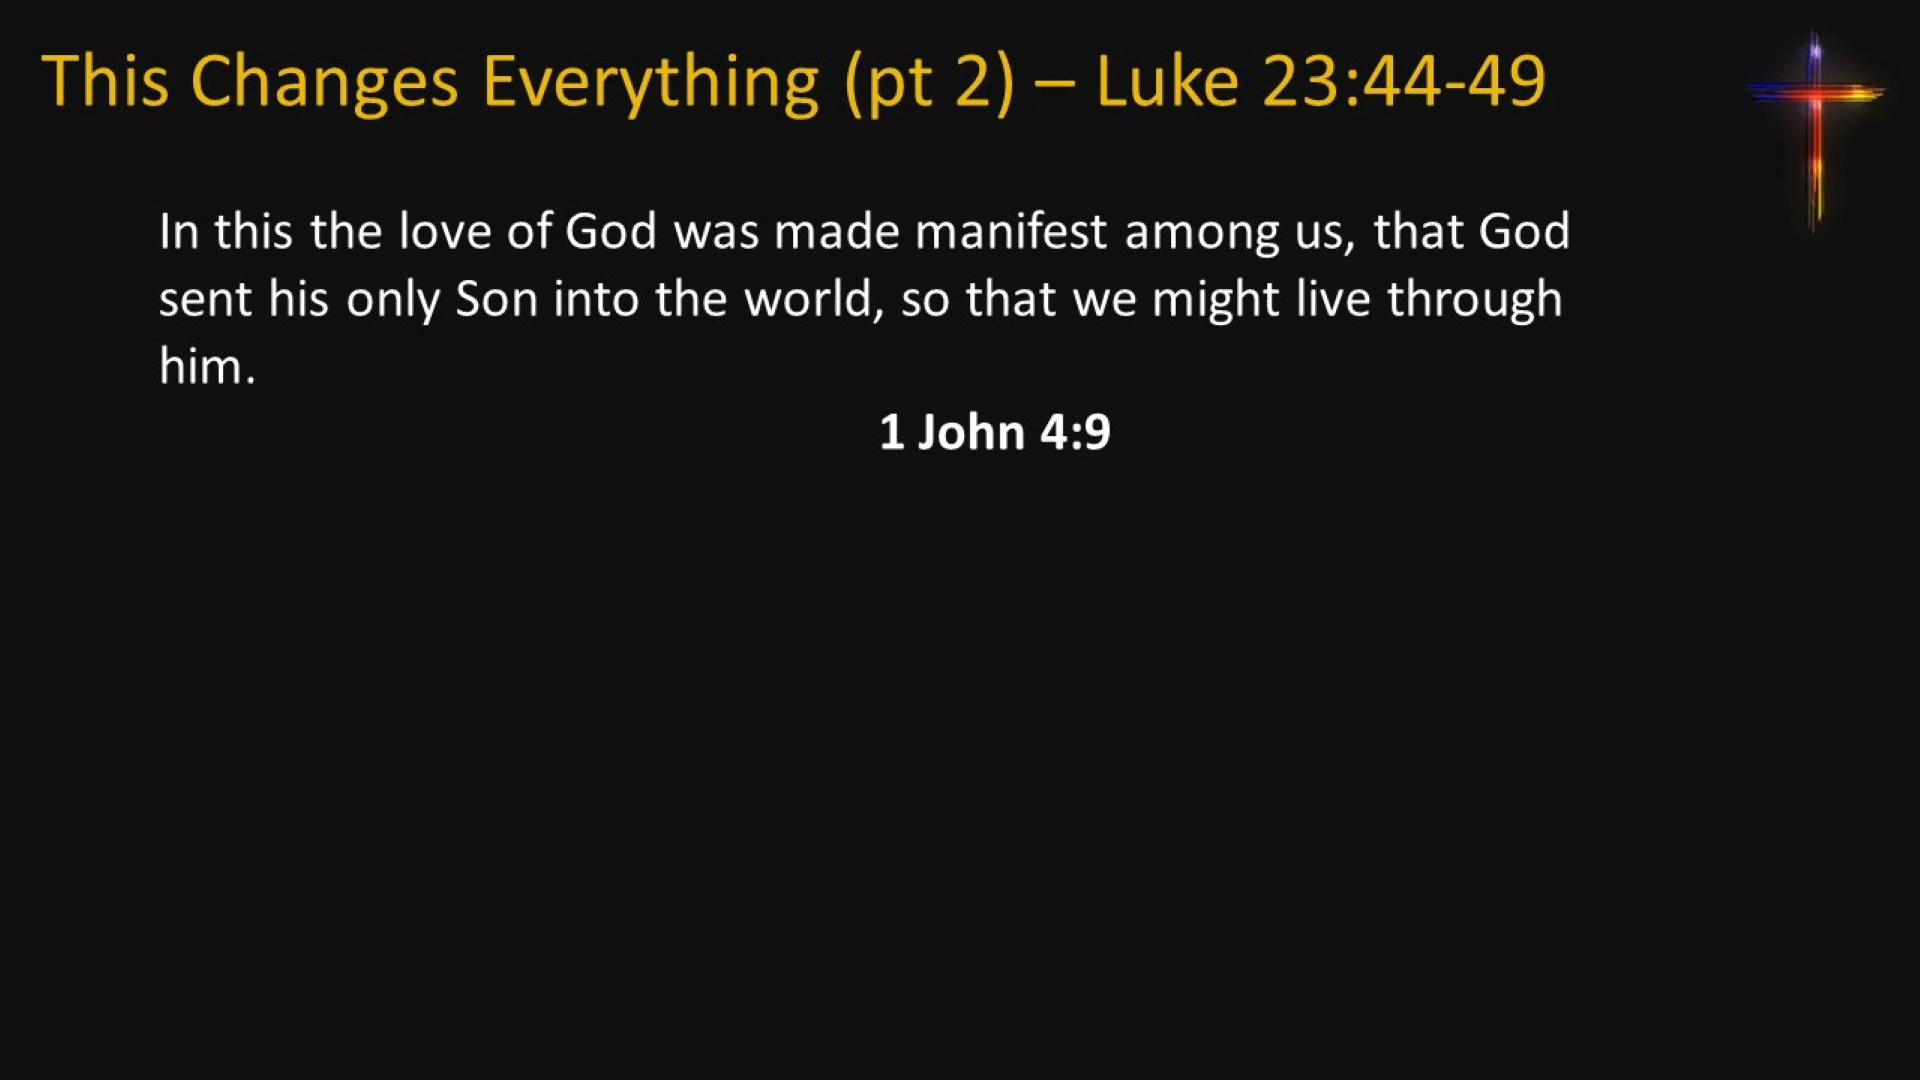 This Changes Everything (pt 2) – Luke 23:44-49
In this the love of God was made manifest among us, that God
sent his only Son into the world, so that we might live through
him.
1 John 4:9